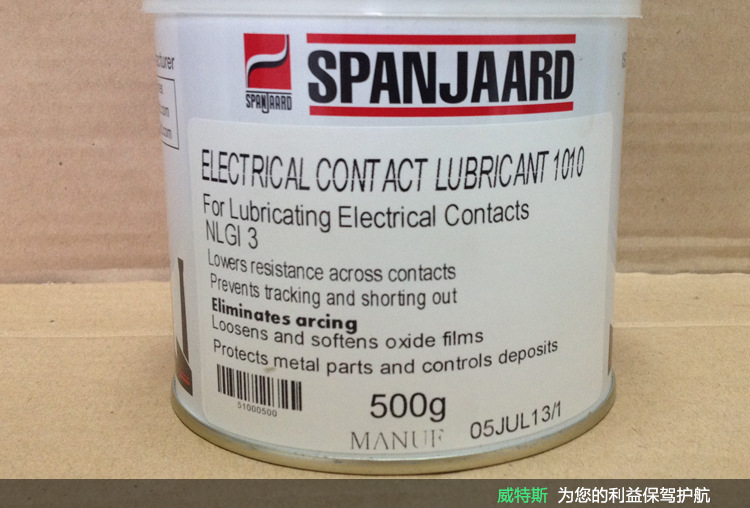 SPANJAARD
SPANJAARD
ELECTRICAL CONTACT LUBRICANT 1010
For Lubricating Electrical Contacts
NLGI 3
Lowers resistance across contacts
Prevents tracking and shorting out
Eliminates arcing
Loosens and softens oxide films
Protects metal parts and controls deposits
51000500
500g
MANUF 05JUL13/1
威特斯 为您的利益保驾护航